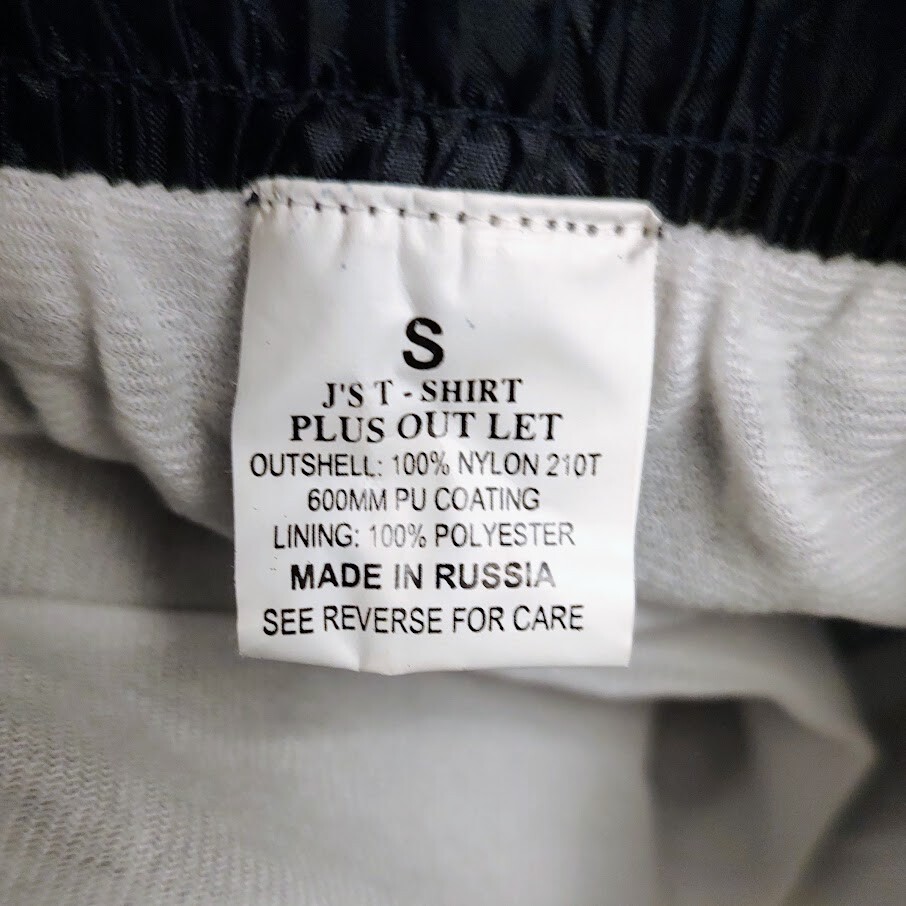 S
J'S T - SHIRT
PLUS OUT LET
OUTSHELL: 100% NYLON 210T
600MM PU COATING
LINING: 100% POLYESTER
MADE IN RUSSIA
SEE REVERSE FOR CARE